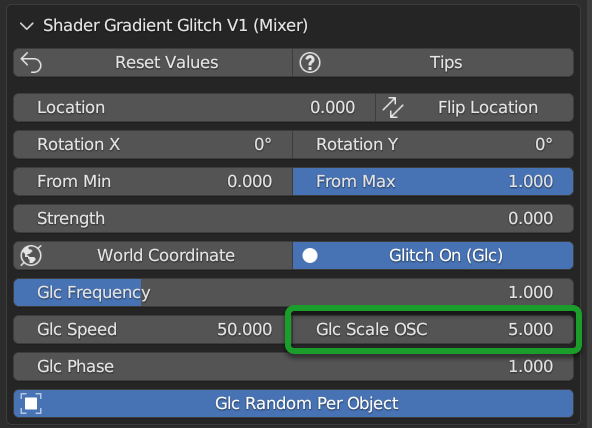 Shader Gradient Glitch V1 (Mixer)
Reset Values Tips
Location 0.000 Flip Location
Rotation X 0° Rotation Y 0°
From Min 0.000 From Max 1.000
Strength 0.000
World Coordinate Glitch On (Glc)
Glc Frequency 1.000
Glc Speed 50.000 Glc Scale OSC 5.000
Glc Phase 1.000
Glc Random Per Object